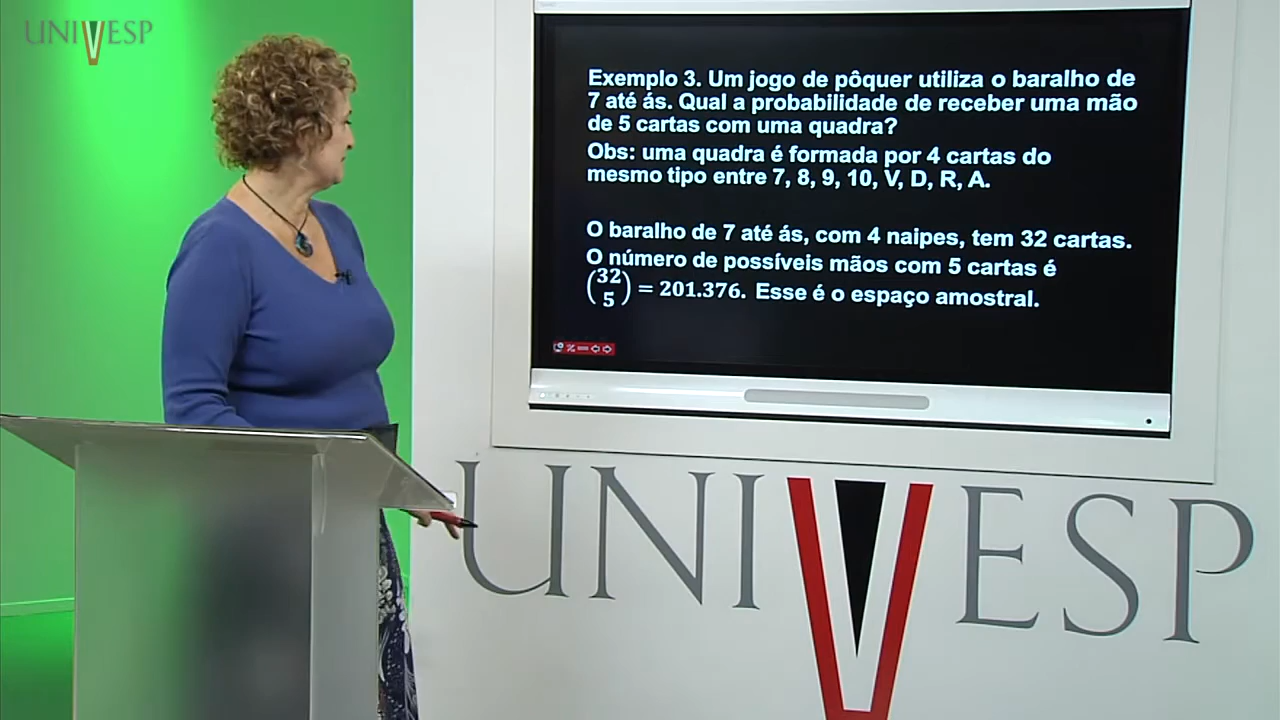 UNIVESP
Exemplo 3. Um jogo de pôquer utiliza o baralho de
7 até ás. Qual a probabilidade de receber uma mão
de 5 cartas com uma quadra?
Obs: uma quadra é formada por 4 cartas do
mesmo tipo entre 7, 8, 9, 10, V, D, R, A.
O baralho de 7 até ás, com 4 naipes, tem 32 cartas.
O número de possíveis mãos com 5 cartas é
(32 5) = 201.376. Esse é o espaço amostral.
UNIVESP